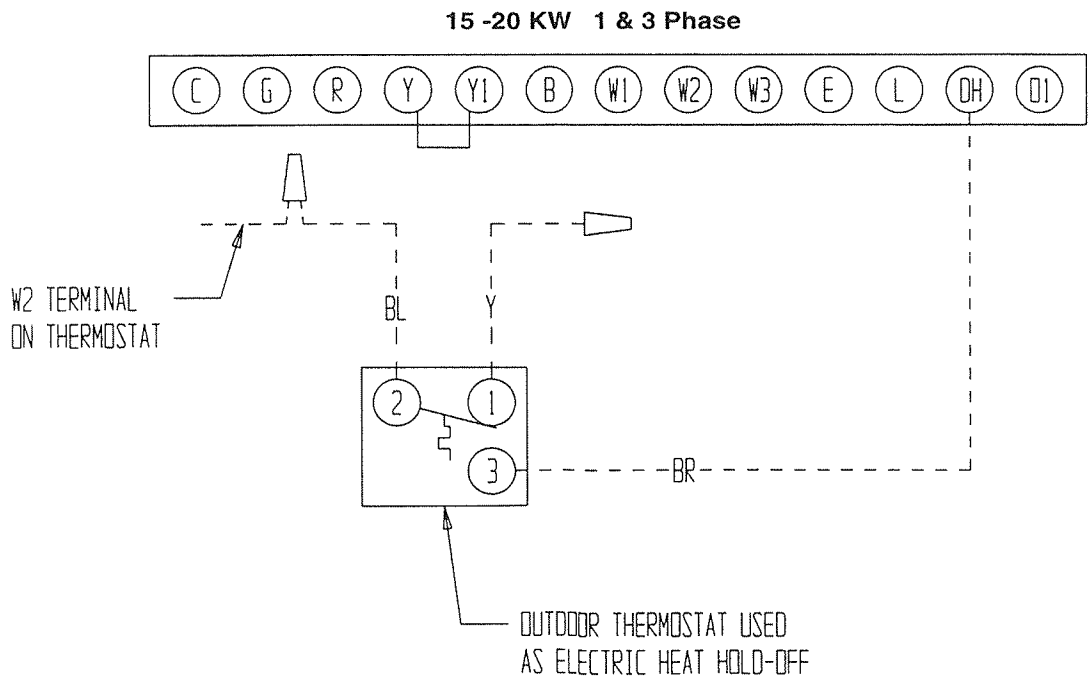 15 -20 KW 1 & 3 Phase
C G R Y Y1 B W1 W2 W3 E L OH O1
W2 TERMINAL
ON THERMOSTAT
BL
Y
2
1
3
BR
OUTDOOR THERMOSTAT USED
AS ELECTRIC HEAT HOLD-OFF